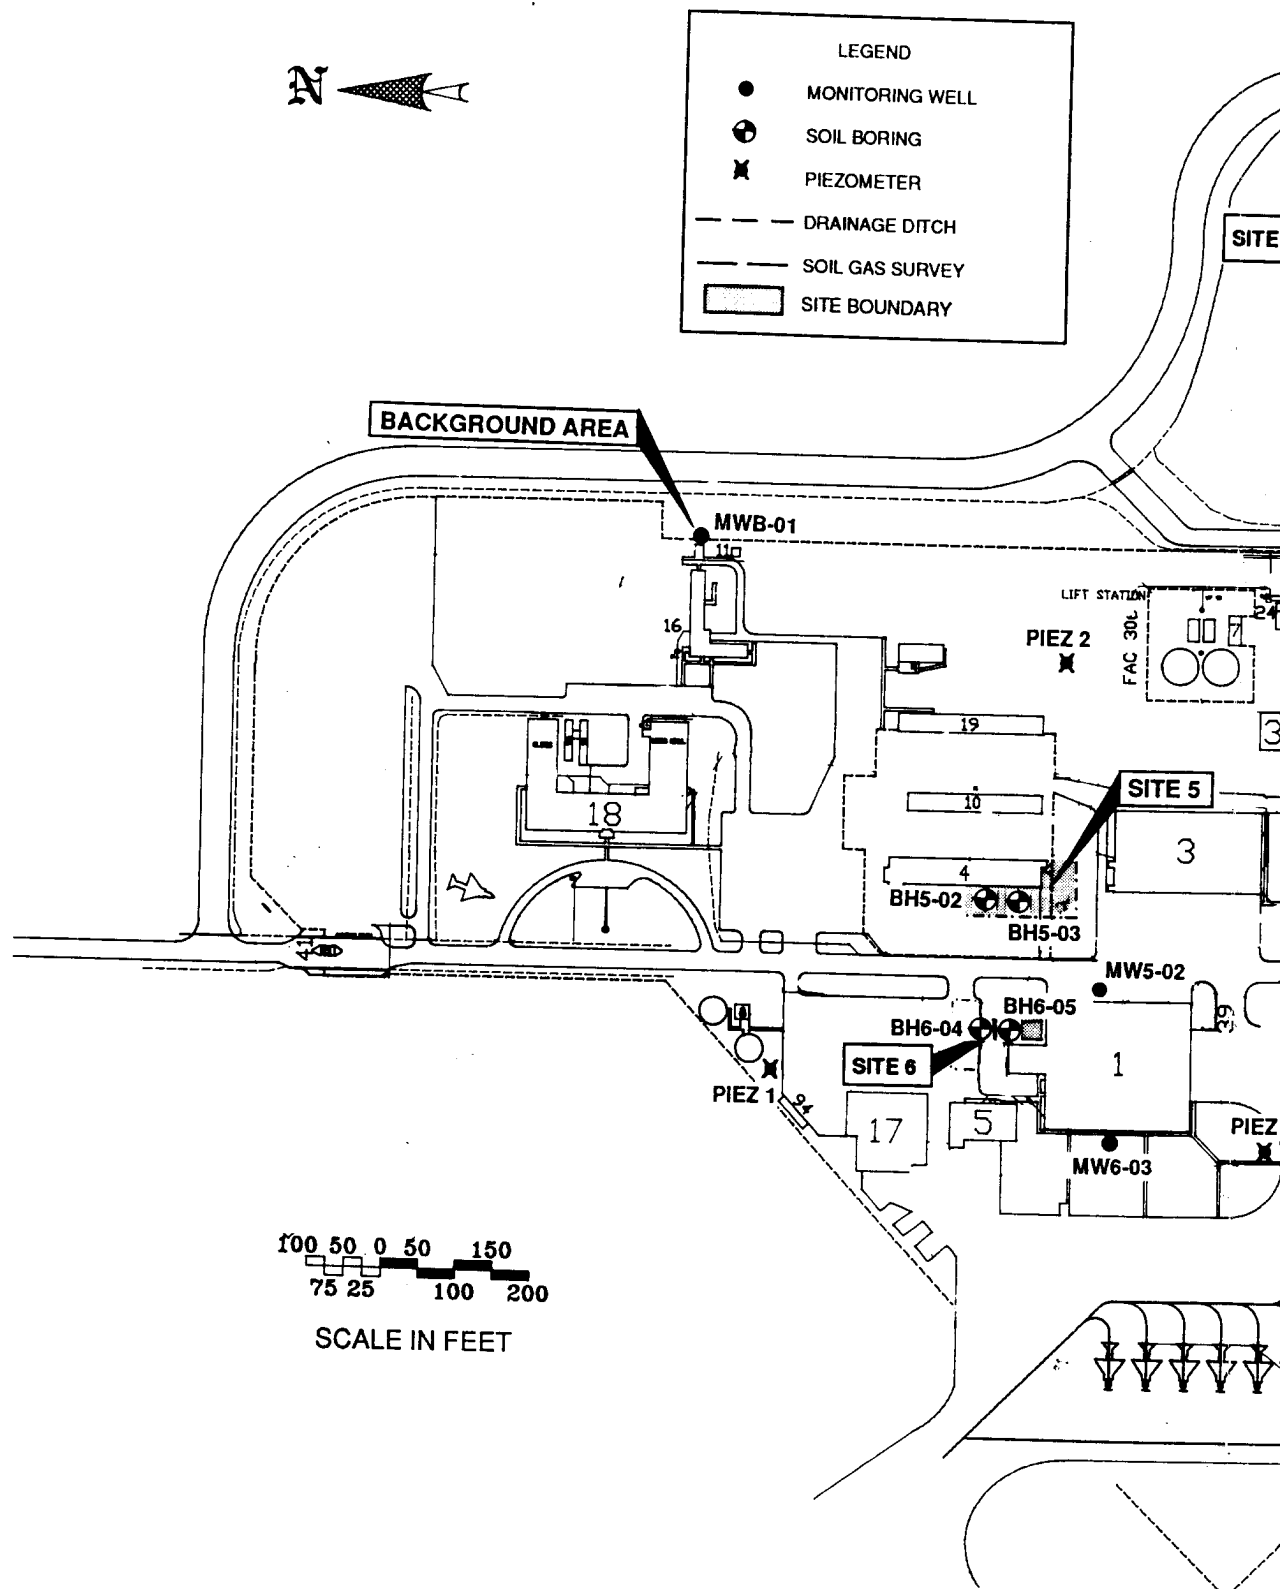 N
LEGEND
MONITORING WELL
SOIL BORING
PIEZOMETER
DRAINAGE DITCH
SOIL GAS SURVEY
SITE BOUNDARY
SITE
BACKGROUND AREA
MWB-01
11
LIFT STATION
24
7
FAC 306
16
PIEZ 2
19
3
SITE 5
10
18
3
4
BH5-02
BH5-03
MW5-02
BH6-05
39
BH6-04
SITE 6
1
PIEZ 1
94
17
5
PIEZ
MW6-03
100 50 0 50 150
75 25 100 200
SCALE IN FEET